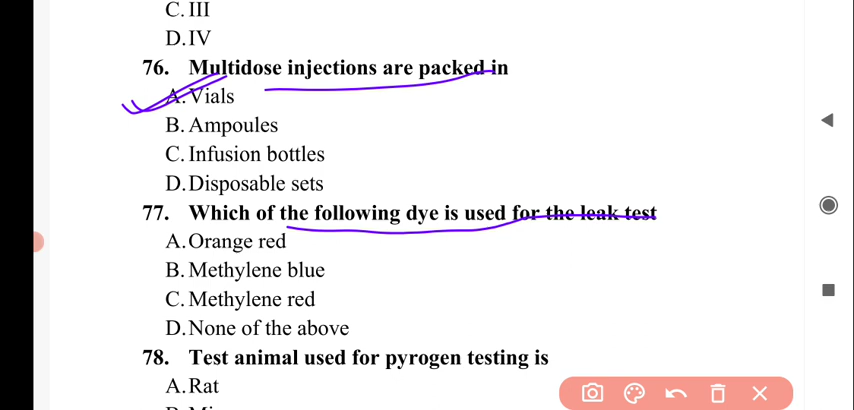 C. III
D. IV
76. Multidose injections are packed in
A. Vials
B. Ampoules
C. Infusion bottles
D. Disposable sets
77. Which of the following dye is used for the leak test
A. Orange red
B. Methylene blue
C. Methylene red
D. None of the above
78. Test animal used for pyrogen testing is
A. Rat